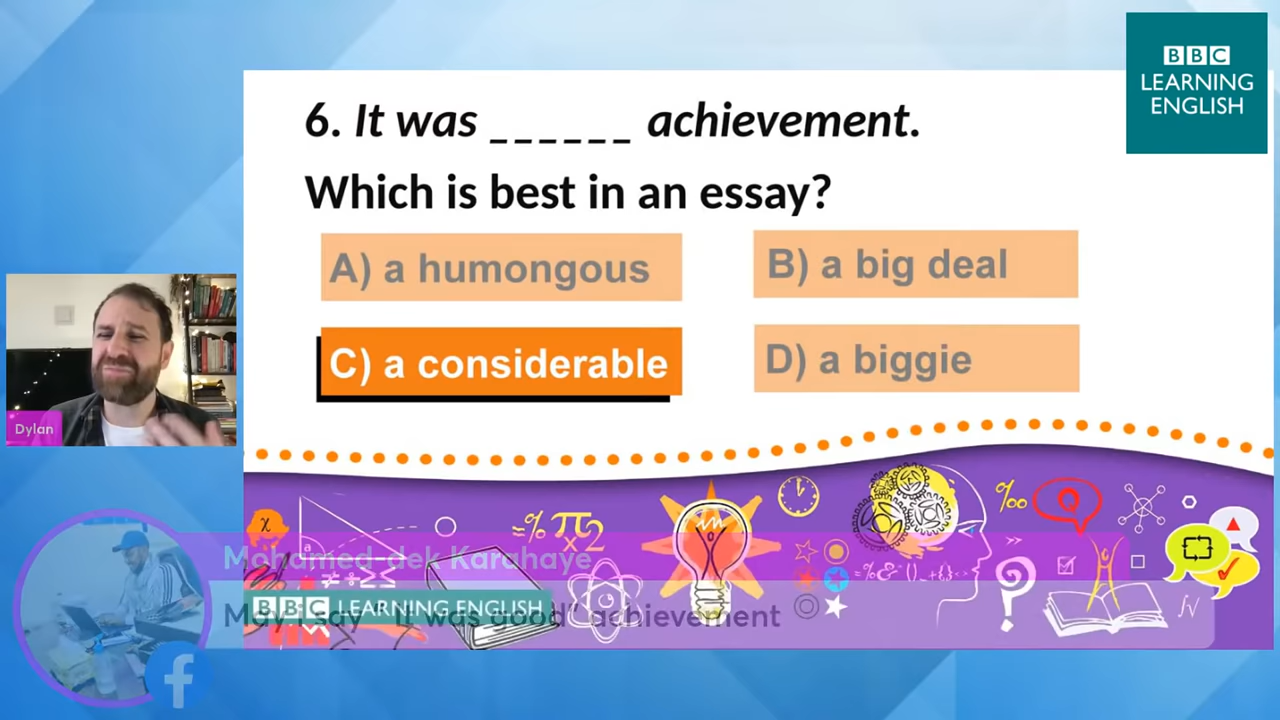 BBC
LEARNING
ENGLISH
6. It was ______ achievement.
Which is best in an essay?
A) a humongous
B) a big deal
C) a considerable
D) a biggie
Dylan
Mohamed-dek Karahaye
BBC LEARNING ENGLISH
May i say " it was good" achievement